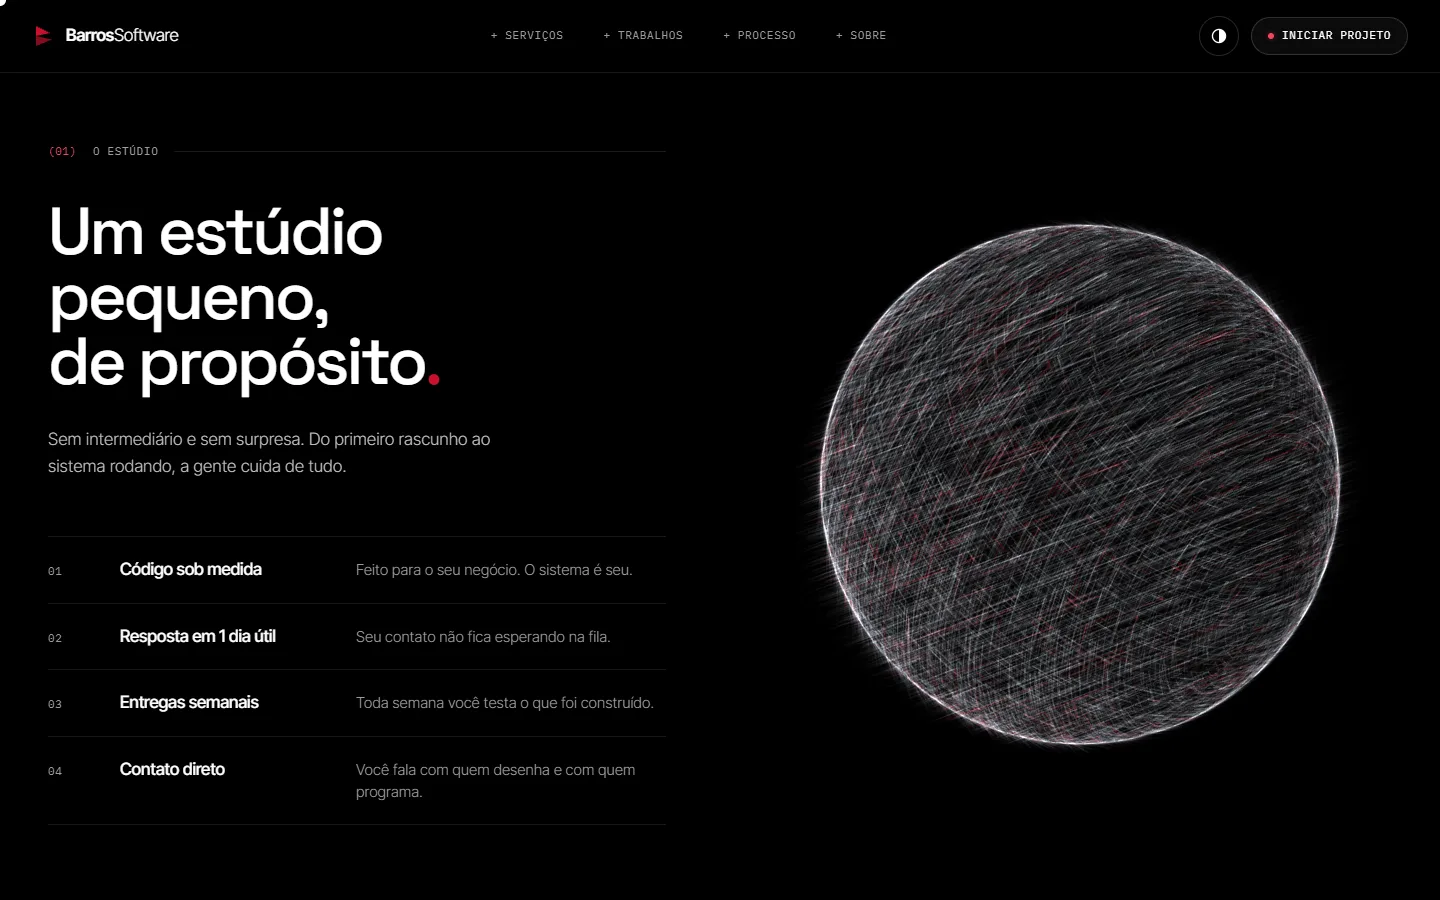 BarrosSoftware
+ SERVIÇOS
+ TRABALHOS
+ PROCESSO
+ SOBRE
INICIAR PROJETO
(01) O ESTÚDIO
Um estúdio
pequeno,
de propósito.
Sem intermediário e sem surpresa. Do primeiro rascunho ao
sistema rodando, a gente cuida de tudo.
01 Código sob medida Feito para o seu negócio. O sistema é seu.
02 Resposta em 1 dia útil Seu contato não fica esperando na fila.
03 Entregas semanais Toda semana você testa o que foi construído.
04 Contato direto Você fala com quem desenha e com quem
programa.